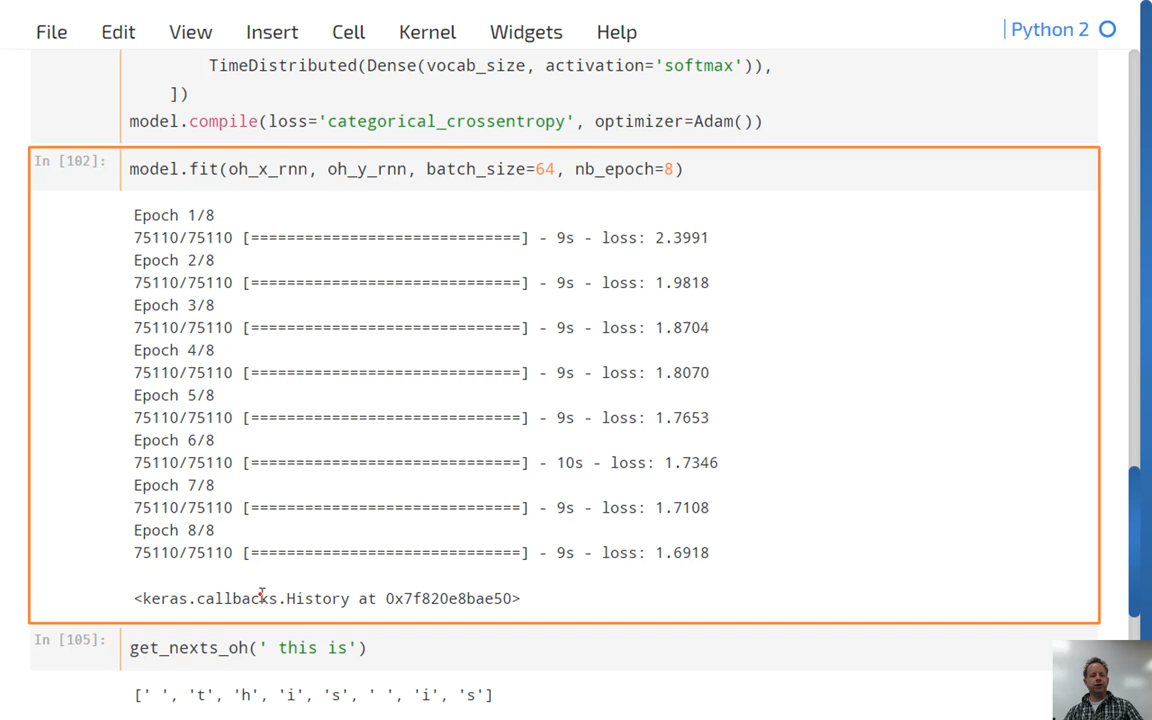 File Edit View Insert Cell Kernel Widgets Help Python 2
TimeDistributed(Dense(vocab_size, activation='softmax')),
])
model.compile(loss='categorical_crossentropy', optimizer=Adam())
In [102]: model.fit(oh_x_rnn, oh_y_rnn, batch_size=64, nb_epoch=8)
Epoch 1/8
75110/75110 [==============================] - 9s - loss: 2.3991
Epoch 2/8
75110/75110 [==============================] - 9s - loss: 1.9818
Epoch 3/8
75110/75110 [==============================] - 9s - loss: 1.8704
Epoch 4/8
75110/75110 [==============================] - 9s - loss: 1.8070
Epoch 5/8
75110/75110 [==============================] - 9s - loss: 1.7653
Epoch 6/8
75110/75110 [==============================] - 10s - loss: 1.7346
Epoch 7/8
75110/75110 [==============================] - 9s - loss: 1.7108
Epoch 8/8
75110/75110 [==============================] - 9s - loss: 1.6918
<keras.callbacks.History at 0x7f820e8bae50>
In [105]: get_nexts_oh(' this is')
[' ', 't', 'h', 'i', 's', ' ', 'i', 's']